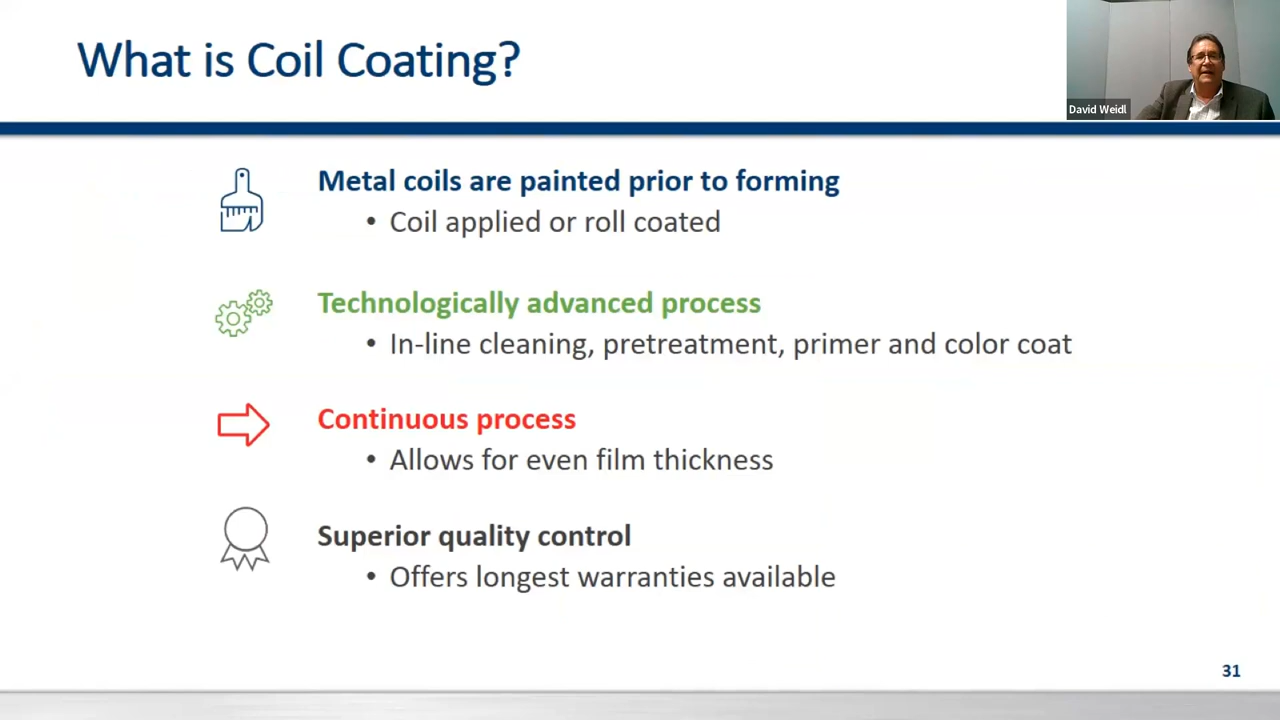 What is Coil Coating?
David Weidl
Metal coils are painted prior to forming
• Coil applied or roll coated
Technologically advanced process
• In-line cleaning, pretreatment, primer and color coat
Continuous process
• Allows for even film thickness
Superior quality control
• Offers longest warranties available
31